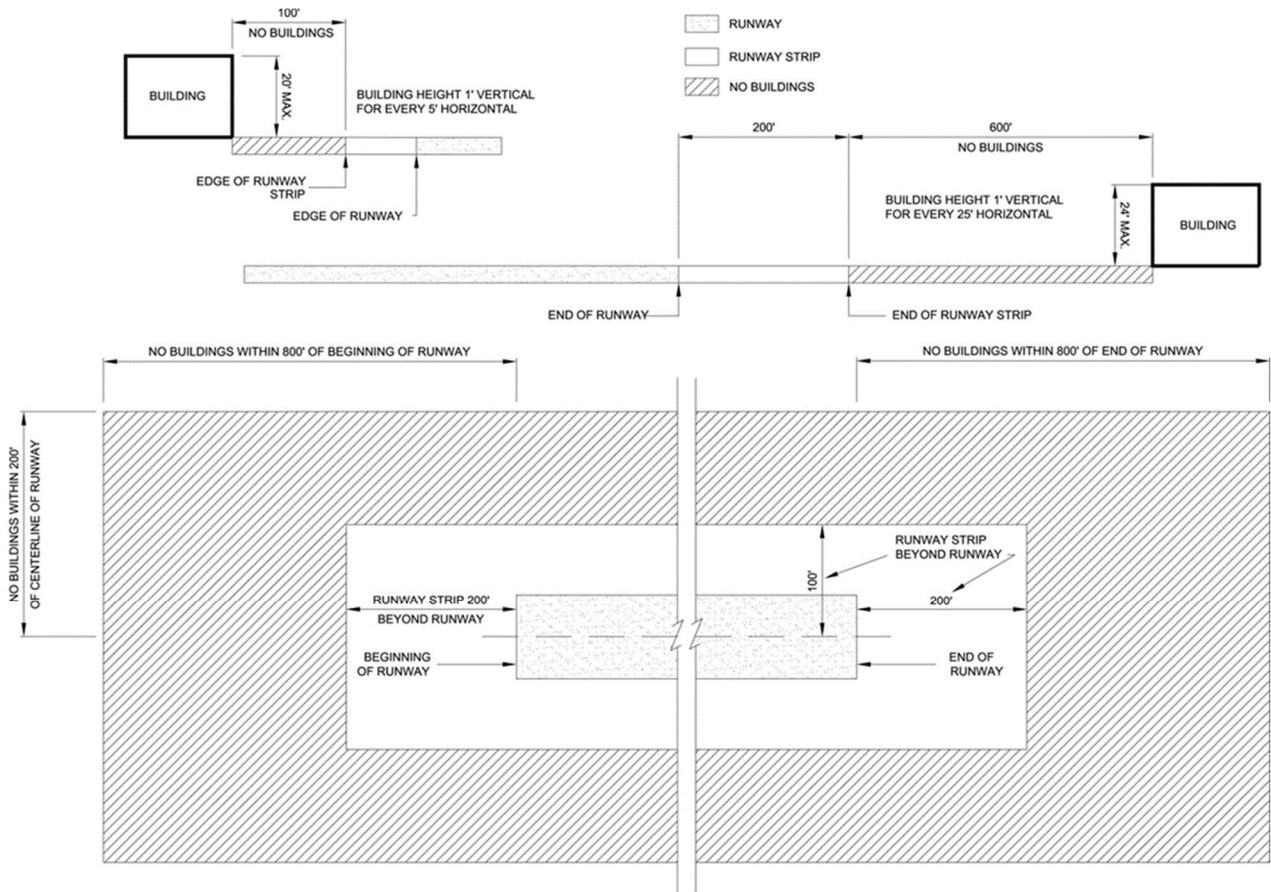 100'
NO BUILDINGS
BUILDING
20' MAX.
BUILDING HEIGHT 1' VERTICAL
FOR EVERY 5' HORIZONTAL
EDGE OF RUNWAY
STRIP
EDGE OF RUNWAY
RUNWAY
RUNWAY STRIP
NO BUILDINGS
200'
600'
NO BUILDINGS
BUILDING HEIGHT 1' VERTICAL
FOR EVERY 25' HORIZONTAL
24' MAX.
BUILDING
END OF RUNWAY
END OF RUNWAY STRIP
NO BUILDINGS WITHIN 800' OF BEGINNING OF RUNWAY
NO BUILDINGS WITHIN 800' OF END OF RUNWAY
NO BUILDINGS WITHIN 200'
OF CENTERLINE OF RUNWAY
RUNWAY STRIP
BEYOND RUNWAY
100'
RUNWAY STRIP 200'
BEYOND RUNWAY
200'
BEGINNING
OF RUNWAY
END OF
RUNWAY